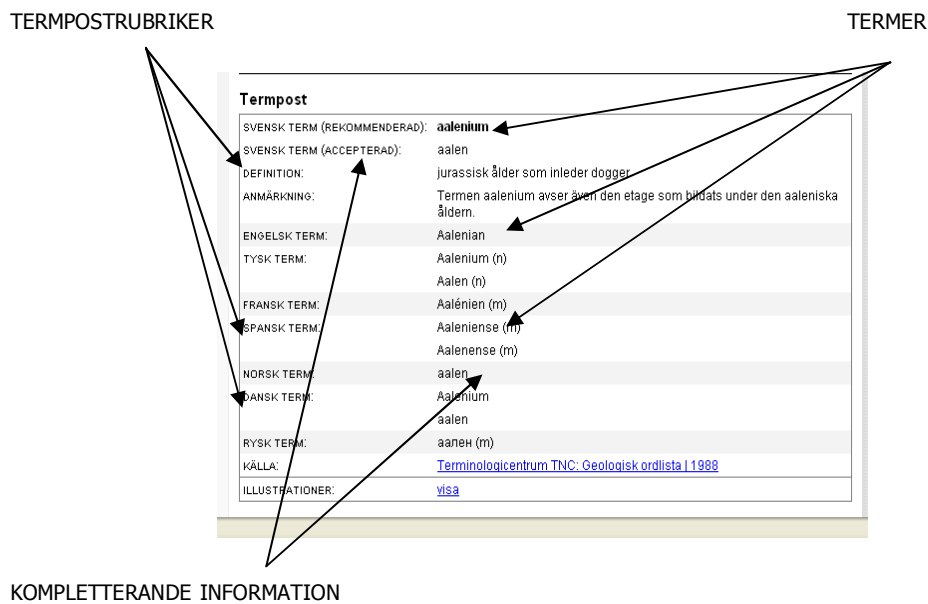 TERMPOSTRUBRIKER TERMER
Termpost
SVENSK TERM (REKOMMENDERAD): aalenium
SVENSK TERM (ACCEPTERAD): aalen
DEFINITION: jurassisk ålder som inleder dogger
ANMÄRKNING: Termen aalenium avser även den etage som bildats under den aaleniska
åldern.
ENGELSK TERM: Aalenian
TYSK TERM: Aalenium (n)
Aalen (n)
FRANSK TERM: Aalénien (m)
SPANSK TERM: Aaleniense (m)
Aalenense (m)
NORSK TERM: aalen
DANSK TERM: Aalenium
aalen
RYSK TERM: аален (m)
KÄLLA: Terminologicentrum TNC: Geologisk ordlista | 1988
ILLUSTRATIONER: visa
KOMPLETTERANDE INFORMATION